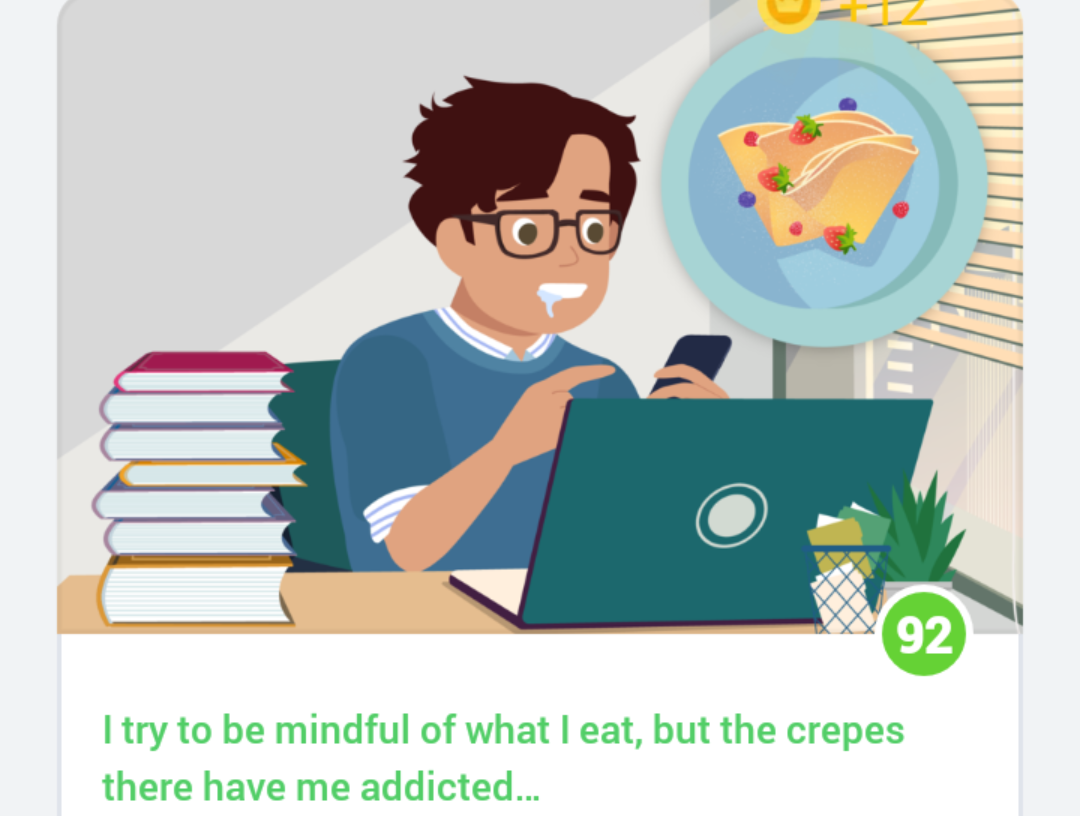 +12
92
I try to be mindful of what I eat, but the crepes
there have me addicted...